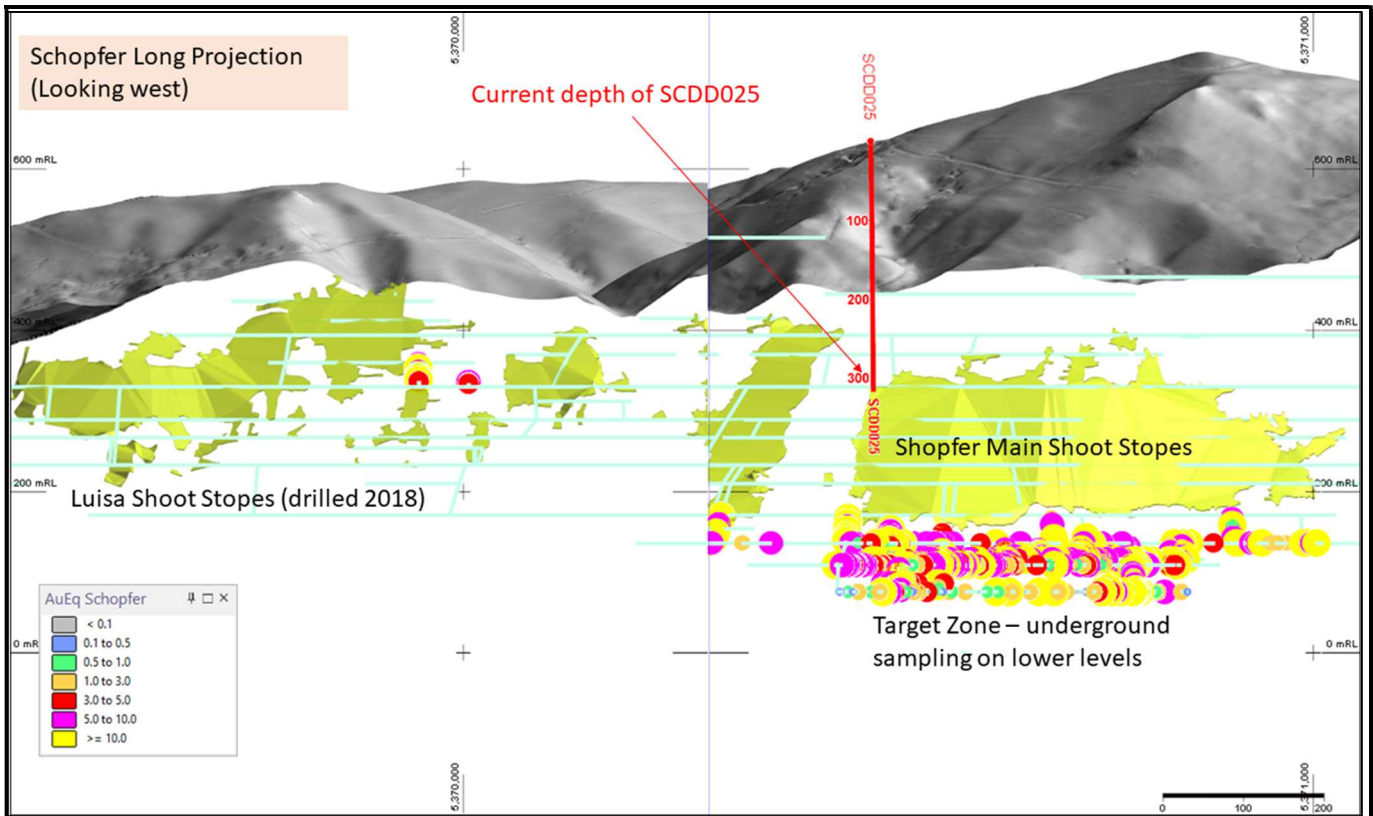 Schopfer Long Projection
(Looking west)
5,370,000
5,371,000
Current depth of SCDD025
SCDD025
600 mRL
600 mRL
100
200
400 mRL
400 mRL
300
SCDD025
Shopfer Main Shoot Stopes
200 mRL
200 mRL
Luisa Shoot Stopes (drilled 2018)
AuEq Schopfer
< 0.1
0.1 to 0.5
0.5 to 1.0
1.0 to 3.0
3.0 to 5.0
5.0 to 10.0
>= 10.0
Target Zone – underground
sampling on lower levels
0 mR
0 mRL
5,370,000
5,371,000
0
100
200